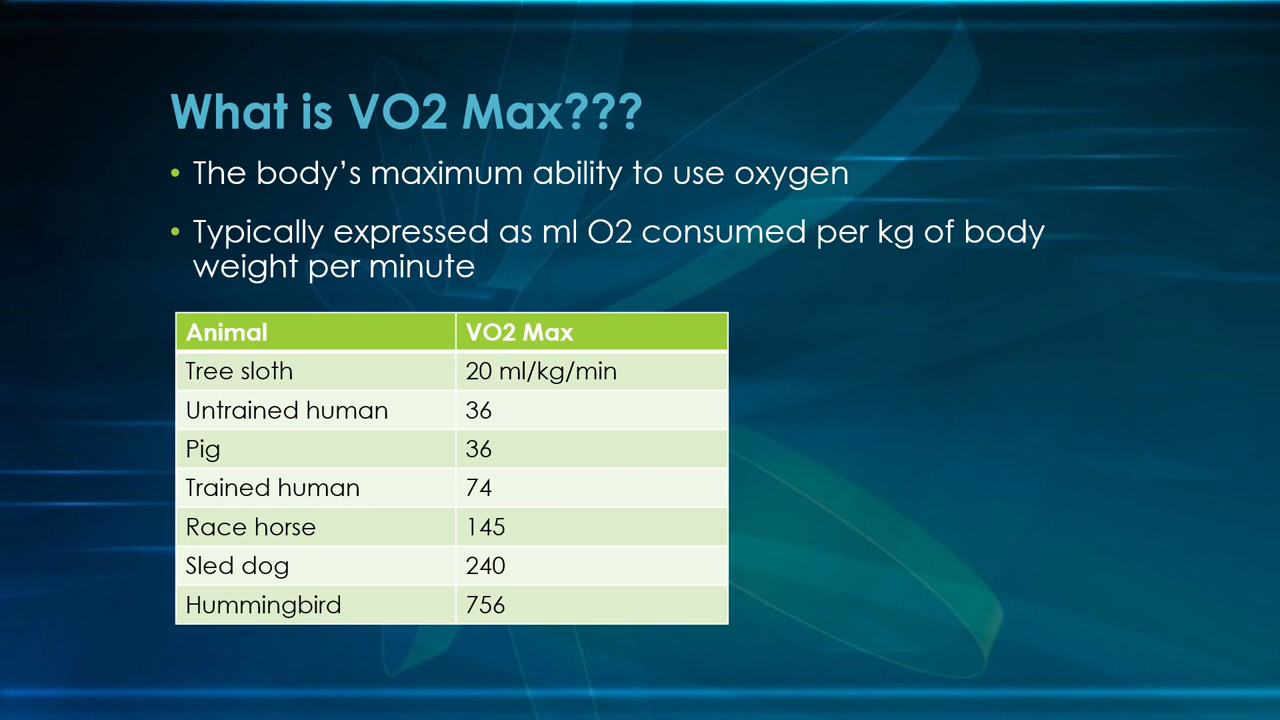 What is VO2 Max???
• The body’s maximum ability to use oxygen
• Typically expressed as ml O2 consumed per kg of body
weight per minute
Animal VO2 Max
Tree sloth 20 ml/kg/min
Untrained human 36
Pig 36
Trained human 74
Race horse 145
Sled dog 240
Hummingbird 756